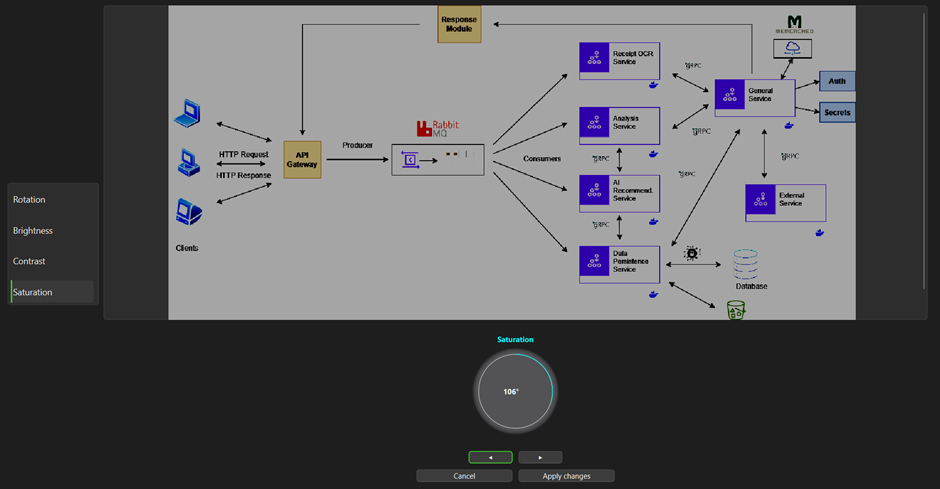 Response
Module
MEMCACHED
Receipt OCR
Service
gRPC
General
Service
Auth
Secrets
Rabbit
MQ
Analysis
Service
gRPC
Producer
API
Gateway
HTTP Request
HTTP Response
Consumers
gRPC
gRPC
gRPC
AI
Recommend.
Service
External
Service
gRPC
Clients
Data
Persistence
Service
Database
Rotation
Brightness
Contrast
Saturation
Saturation
106°
Cancel
Apply changes